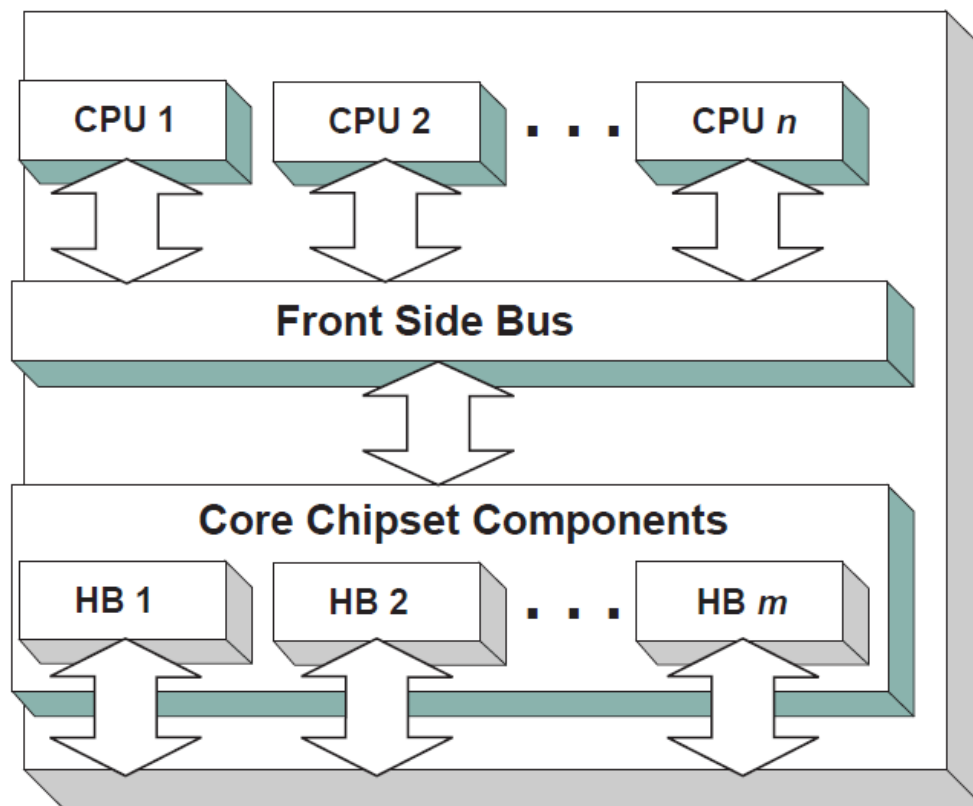 CPU 1 CPU 2 . . . CPU n
Front Side Bus
Core Chipset Components
HB 1 HB 2 . . . HB m